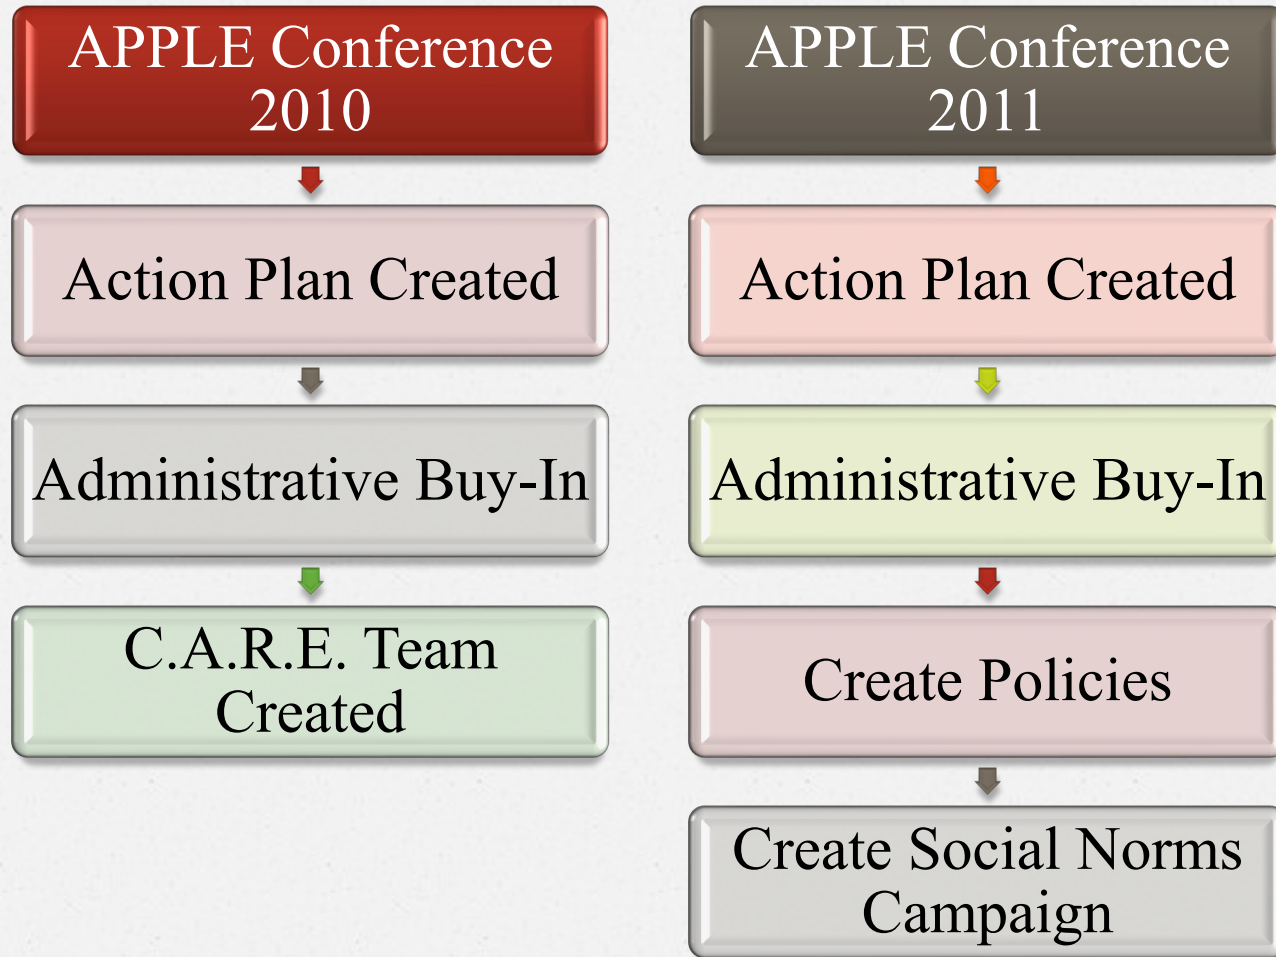 APPLE Conference
2010
Action Plan Created
Administrative Buy-In
C.A.R.E. Team
Created
APPLE Conference
2011
Action Plan Created
Administrative Buy-In
Create Policies
Create Social Norms
Campaign